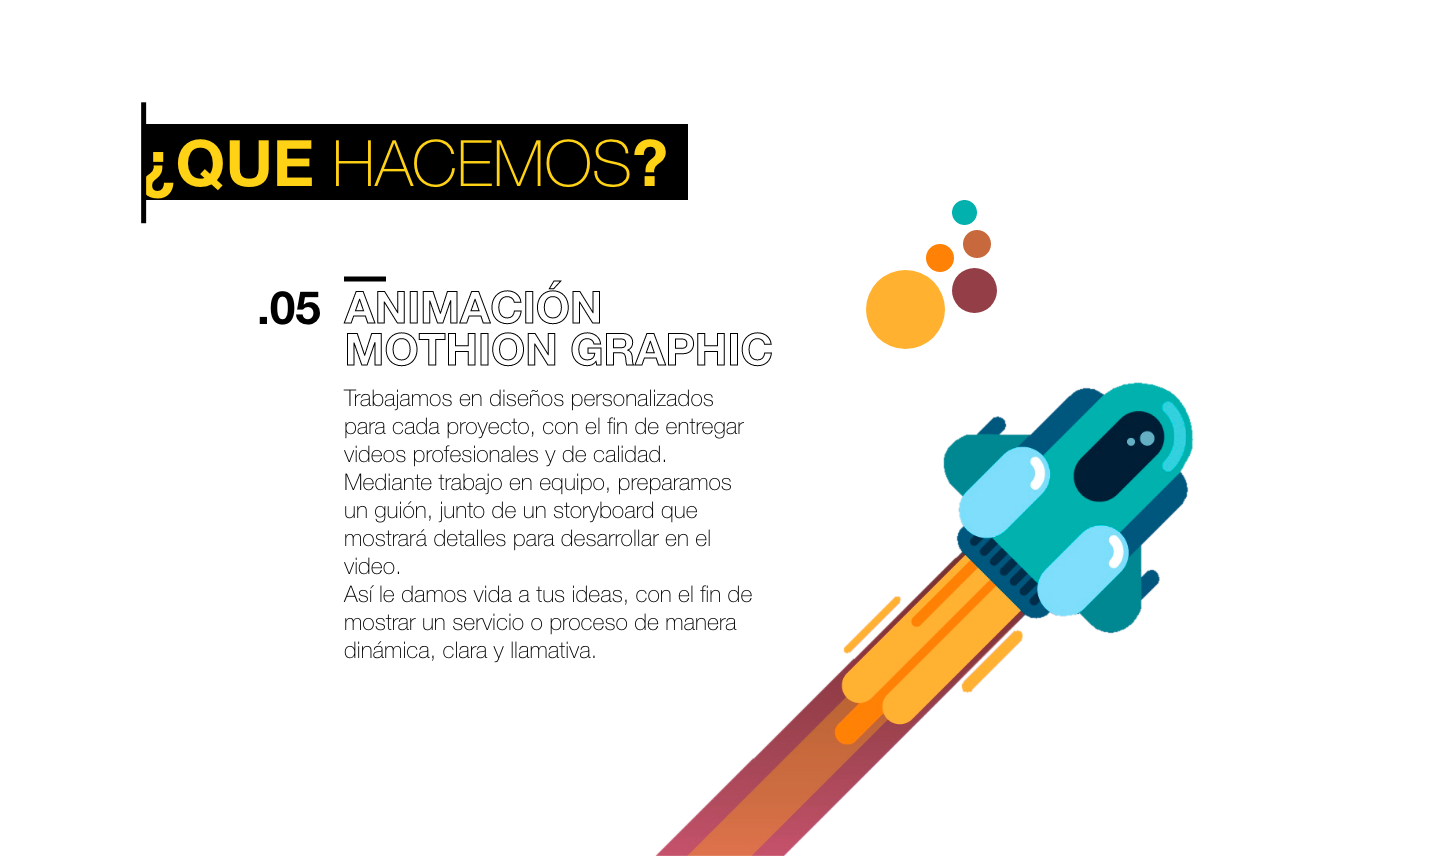 ¿QUE HACEMOS?
.05 ANIMACIÓN
MOTHION GRAPHIC
Trabajamos en diseños personalizados
para cada proyecto, con el fin de entregar
videos profesionales y de calidad.
Mediante trabajo en equipo, preparamos
un guión, junto de un storyboard que
mostrará detalles para desarrollar en el
video.
Así le damos vida a tus ideas, con el fin de
mostrar un servicio o proceso de manera
dinámica, clara y llamativa.